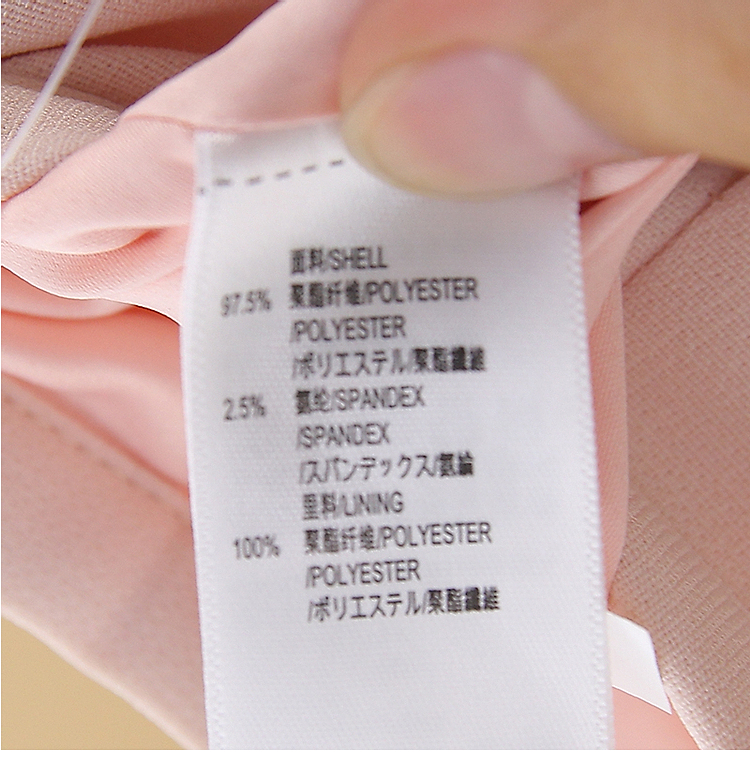 面料/SHELL
97.5% 聚酯纤维/POLYESTER
/POLYESTER
/ポリエステル/聚酯纖維
2.5% 氨纶/SPANDEX
/SPANDEX
/スパンデックス/氨綸
里料/LINING
100% 聚酯纤维/POLYESTER
/POLYESTER
/ポリエステル/聚酯纖維